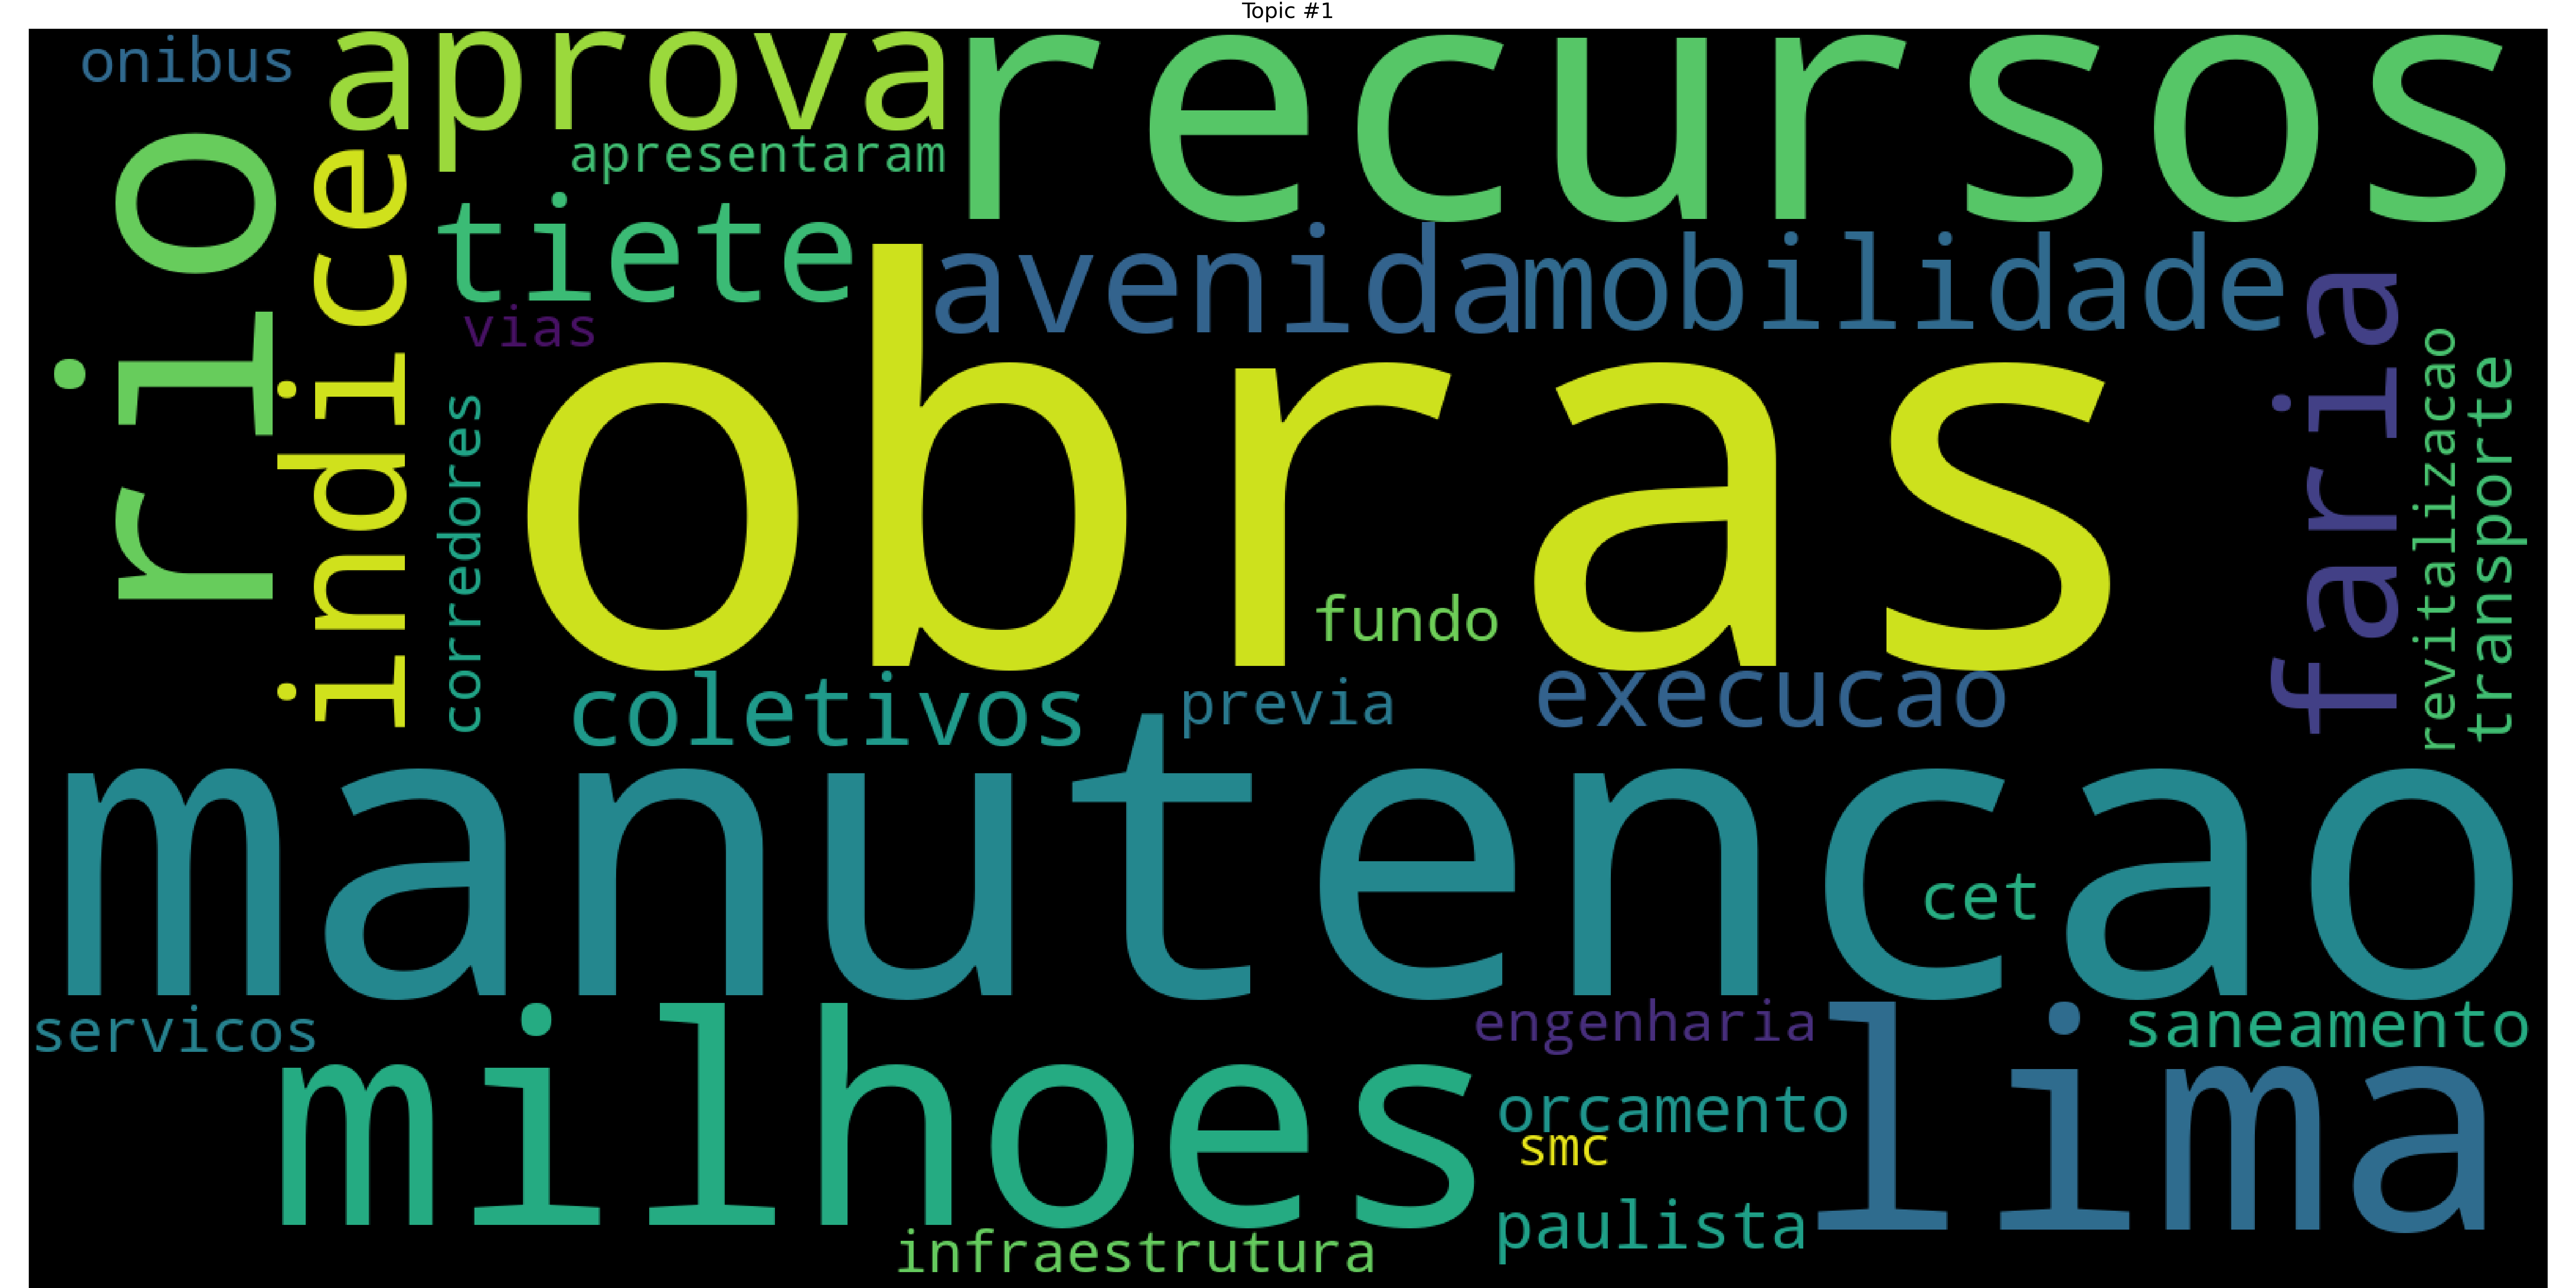 Topic #1
onibus
aprova
recursos
apresentaram
rio
indice
tiete
avenida
mobilidade
vias
obras
faria
revitalizacao
transporte
corredores
fundo
coletivos
previa
execucao
manutencao
cet
servicos
milhoes
engenharia
lima
saneamento
orcamento
smc
paulista
infraestrutura